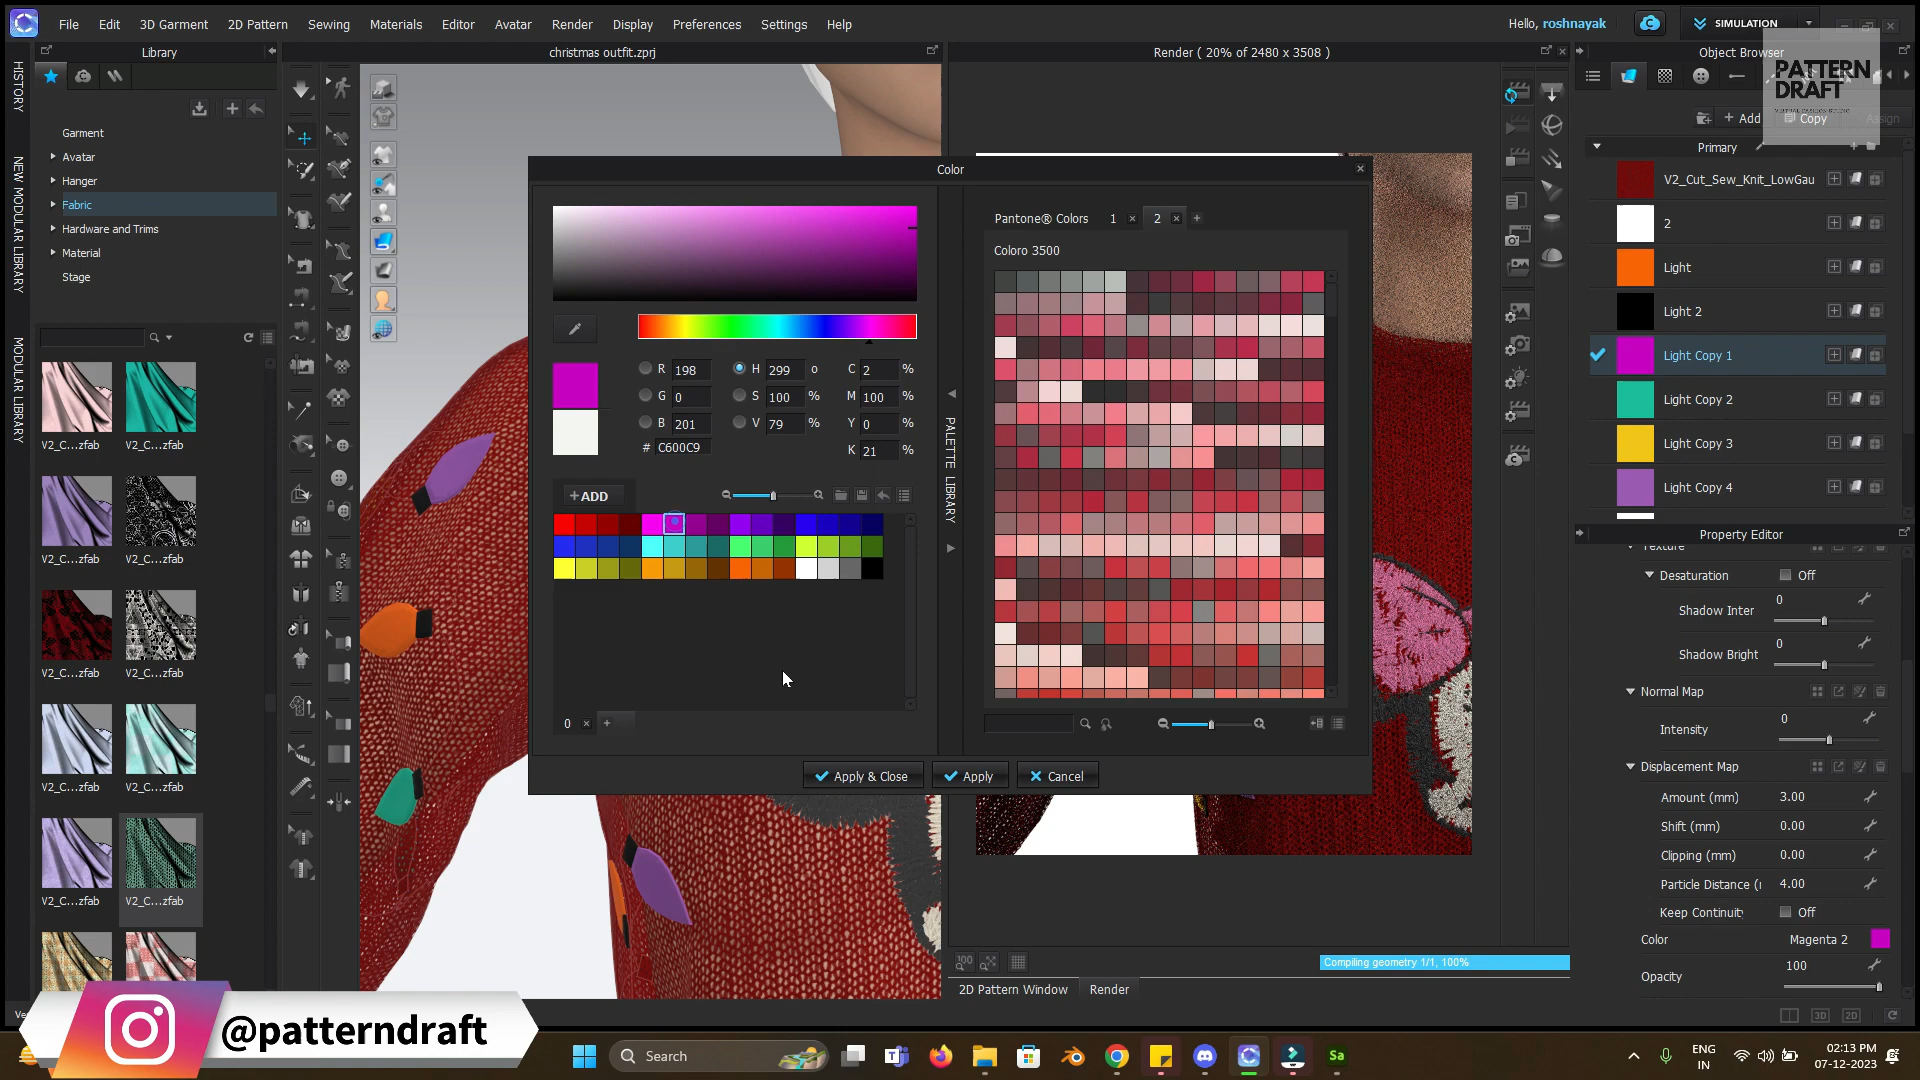 File Edit 3D Garment 2D Pattern Sewing Materials Editor Avatar Render Display Preferences Settings Help
Hello, roshnayak
SIMULATION
Library
christmas outfit.zprj
Render ( 20% of 2480 x 3508 )
Object Browser
PATTERN
DRAFT
HISTORY
NEW MODULAR LIBRARY
MODULAR LIBRARY
Garment
Avatar
Hanger
Fabric
Hardware and Trims
Material
Stage
V2_C...zfab V2_C...zfab
V2_C...zfab V2_C...zfab
V2_C...zfab V2_C...zfab
V2_C...zfab V2_C...zfab
V2_C...zfab V2_C...zfab
Color
R 198 H 299 o C 2 %
G 0 S 100 % M 100 %
B 201 V 79 % Y 0 %
# C600C9 K 21 %
+ADD
0 × +
PALETTE LIBRARY
Pantone® Colors 1 × 2 × +
Coloro 3500
Apply & Close Apply Cancel
+ Add Copy Assign
Primary
V2_Cut_Sew_Knit_LowGau
2
Light
Light 2
Light Copy 1
Light Copy 2
Light Copy 3
Light Copy 4
Property Editor
Texture
Desaturation Off
Shadow Inter 0
Shadow Bright 0
Normal Map
Intensity 0
Displacement Map
Amount (mm) 3.00
Shift (mm) 0.00
Clipping (mm) 0.00
Particle Distance (r 4.00
Keep Continuity Off
Color Magenta 2
Opacity 100
100
Compiling geometry 1/1, 100%
2D Pattern Window Render
3D 2D
Ve
@patterndraft
Search
Sa
ENG
IN
02:13 PM
07-12-2023